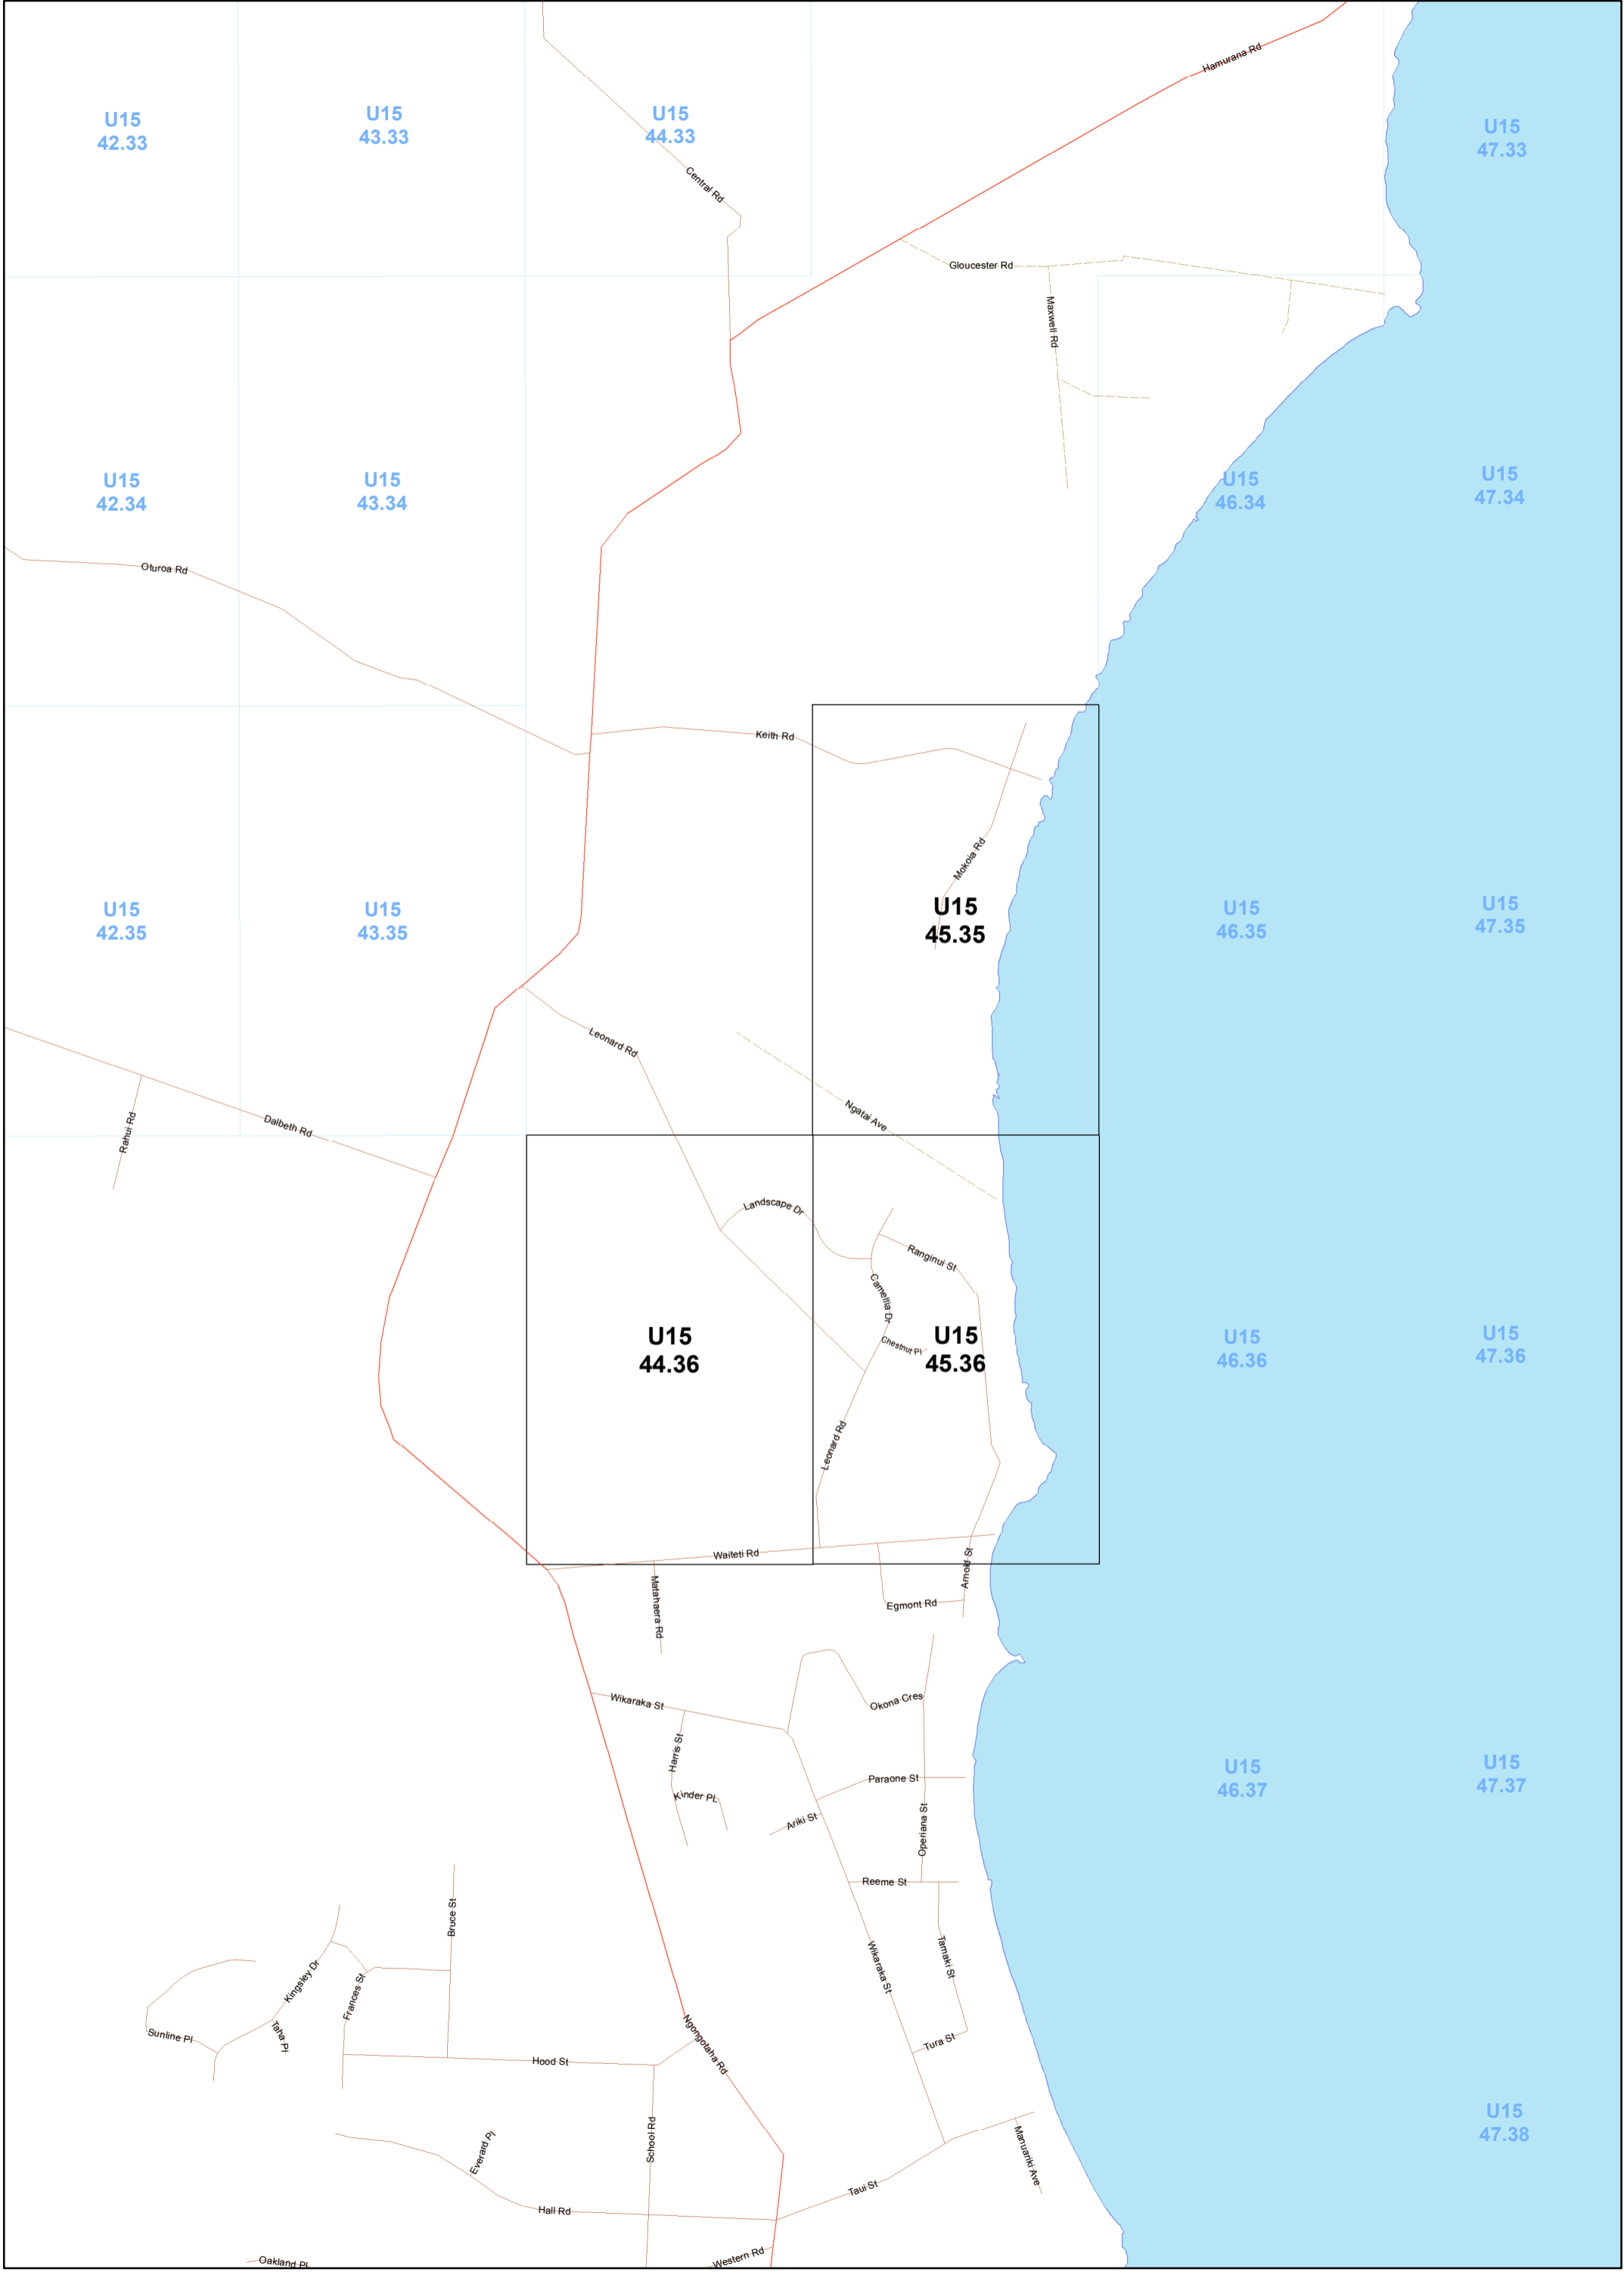 Hamurana Rd
U15
42.33
U15
43.33
U15
44.33
U15
47.33
Central Rd
Gloucester Rd
Maxwell Rd
U15
42.34
U15
43.34
U15
46.34
U15
47.34
Oturoa Rd
Keith Rd
Mokoia Rd
U15
42.35
U15
43.35
U15
45.35
U15
46.35
U15
47.35
Leonard Rd
Ngatai Ave
Rahui Rd
Dalbeth Rd
Landscape Dr
Ranginui St
Camellia Dr
Chestnut Pl
U15
44.36
U15
45.36
U15
46.36
U15
47.36
Leonard Rd
Waiteti Rd
Arnold St
Matahaera Rd
Egmont Rd
Wikaraka St
Okona Cres
Harris St
Kinder PL
Paraone St
Ariki St
Operiana St
U15
46.37
U15
47.37
Reeme St
Bruce St
Wikaraka St
Tamaki St
Kingsley Dr
Frances St
Sunline Pl
Taha Pl
Hood St
Ngongotaha Rd
Tura St
School Rd
Everard Pl
Manuariki Ave
U15
47.38
Taui St
Hall Rd
Western Rd
Oakland PL